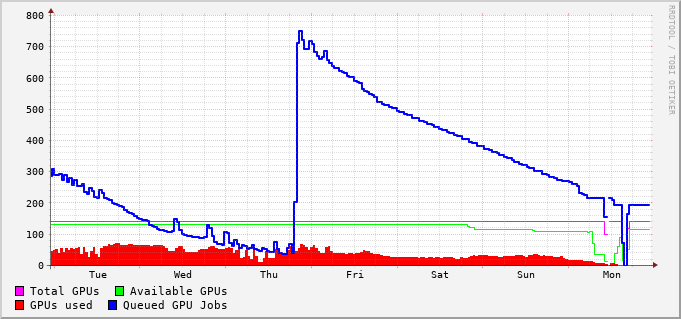 800
700
600
500
400
300
200
100
0
Tue Wed Thu Fri Sat Sun Mon
Total GPUs Available GPUs
GPUs used Queued GPU Jobs
RRDTOOL / TOBI OETIKER